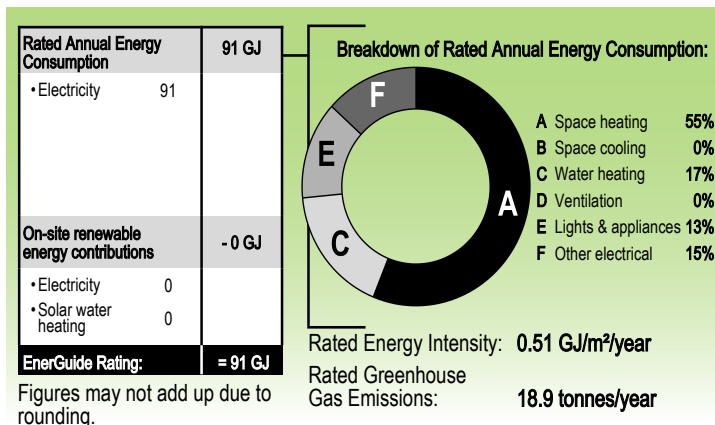 Rated Annual Energy
Consumption
91 GJ
• Electricity 91
On-site renewable
energy contributions
- 0 GJ
• Electricity 0
• Solar water
heating 0
EnerGuide Rating: = 91 GJ
Figures may not add up due to
rounding.
Breakdown of Rated Annual Energy Consumption:
F
E
A
C
A Space heating 55%
B Space cooling 0%
C Water heating 17%
D Ventilation 0%
E Lights & appliances 13%
F Other electrical 15%
Rated Energy Intensity: 0.51 GJ/m²/year
Rated Greenhouse
Gas Emissions: 18.9 tonnes/year